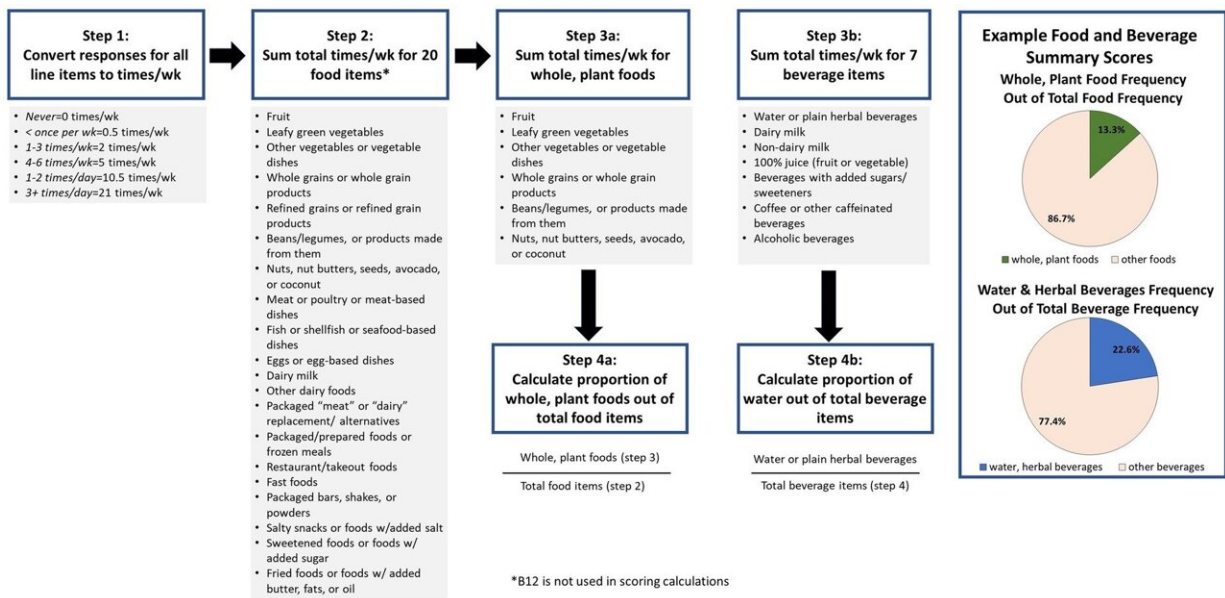 Step 1:
Convert responses for all
line items to times/wk
• Never=0 times/wk
• < once per wk=0.5 times/wk
• 1-3 times/wk=2 times/wk
• 4-6 times/wk=5 times/wk
• 1-2 times/day=10.5 times/wk
• 3+ times/day=21 times/wk
Step 2:
Sum total times/wk for 20
food items*
• Fruit
• Leafy green vegetables
• Other vegetables or vegetable
dishes
• Whole grains or whole grain
products
• Refined grains or refined grain
products
• Beans/legumes, or products made
from them
• Nuts, nut butters, seeds, avocado,
or coconut
• Meat or poultry or meat-based
dishes
• Fish or shellfish or seafood-based
dishes
• Eggs or egg-based dishes
• Dairy milk
• Other dairy foods
• Packaged “meat” or “dairy”
replacement/ alternatives
• Packaged/prepared foods or
frozen meals
• Restaurant/takeout foods
• Fast foods
• Packaged bars, shakes, or
powders
• Salty snacks or foods w/added salt
• Sweetened foods or foods w/
added sugar
• Fried foods or foods w/ added
butter, fats, or oil
Step 3a:
Sum total times/wk for
whole, plant foods
• Fruit
• Leafy green vegetables
• Other vegetables or vegetable
dishes
• Whole grains or whole grain
products
• Beans/legumes, or products made
from them
• Nuts, nut butters, seeds, avocado,
or coconut
Step 4a:
Calculate proportion of
whole, plant foods out of
total food items
Whole, plant foods (step 3)
Total food items (step 2)
Step 3b:
Sum total times/wk for 7
beverage items
• Water or plain herbal beverages
• Dairy milk
• Non-dairy milk
• 100% juice (fruit or vegetable)
• Beverages with added sugars/
sweeteners
• Coffee or other caffeinated
beverages
• Alcoholic beverages
Step 4b:
Calculate proportion of
water out of total beverage
items
Water or plain herbal beverages
Total beverage items (step 4)
*B12 is not used in scoring calculations
Example Food and Beverage
Summary Scores
Whole, Plant Food Frequency
Out of Total Food Frequency
13.3%
86.7%
whole, plant foods other foods
Water & Herbal Beverages Frequency
Out of Total Beverage Frequency
22.6%
77.4%
water, herbal beverages other beverages